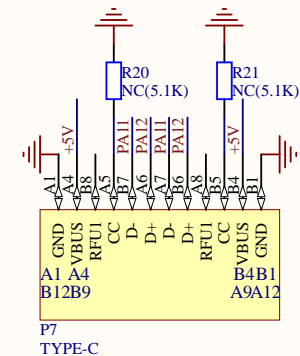 R20
NC(5.1K)
R21
NC(5.1K)
+5V
PA11
PA12
PA11
PA12
+5V
A1
A4
B8
A5
B7
A6
A7
B6
A8
B5
B4
B1
GND
VBUS
RFU1
CC
D-
D+
D-
D+
RFU1
CC
VBUS
GND
A1 A4 B4B1
B12B9 A9A12
P7
TYPE-C